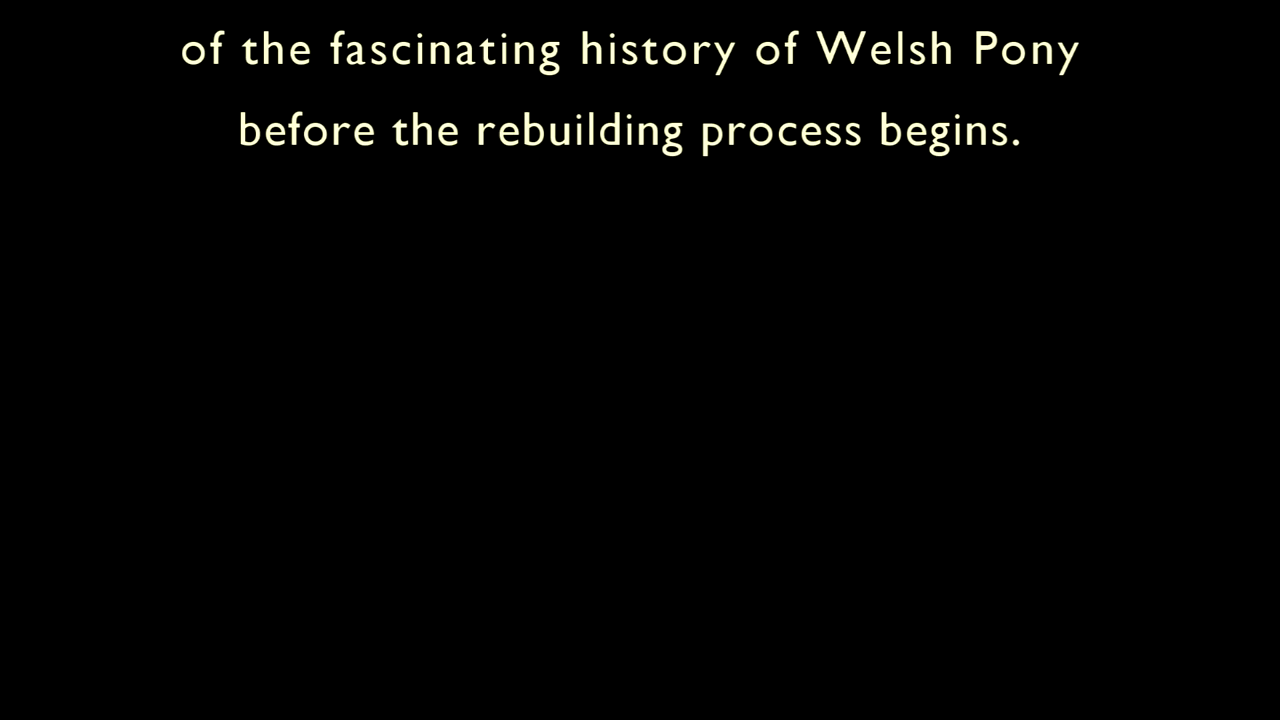 of the fascinating history of Welsh Pony
before the rebuilding process begins.